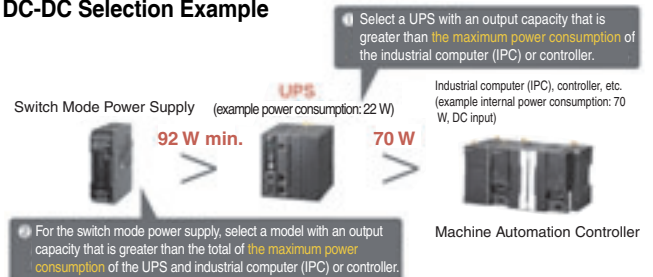 DC-DC Selection Example
① Select a UPS with an output capacity that is
greater than the maximum power consumption of
the industrial computer (IPC) or controller.
UPS
(example power consumption: 22 W)
Industrial computer (IPC), controller, etc.
(example internal power consumption: 70
W, DC input)
Switch Mode Power Supply
92 W min.
70 W
>
>
Machine Automation Controller
② For the switch mode power supply, select a model with an output
capacity that is greater than the total of the maximum power
consumption of the UPS and industrial computer (IPC) or controller.